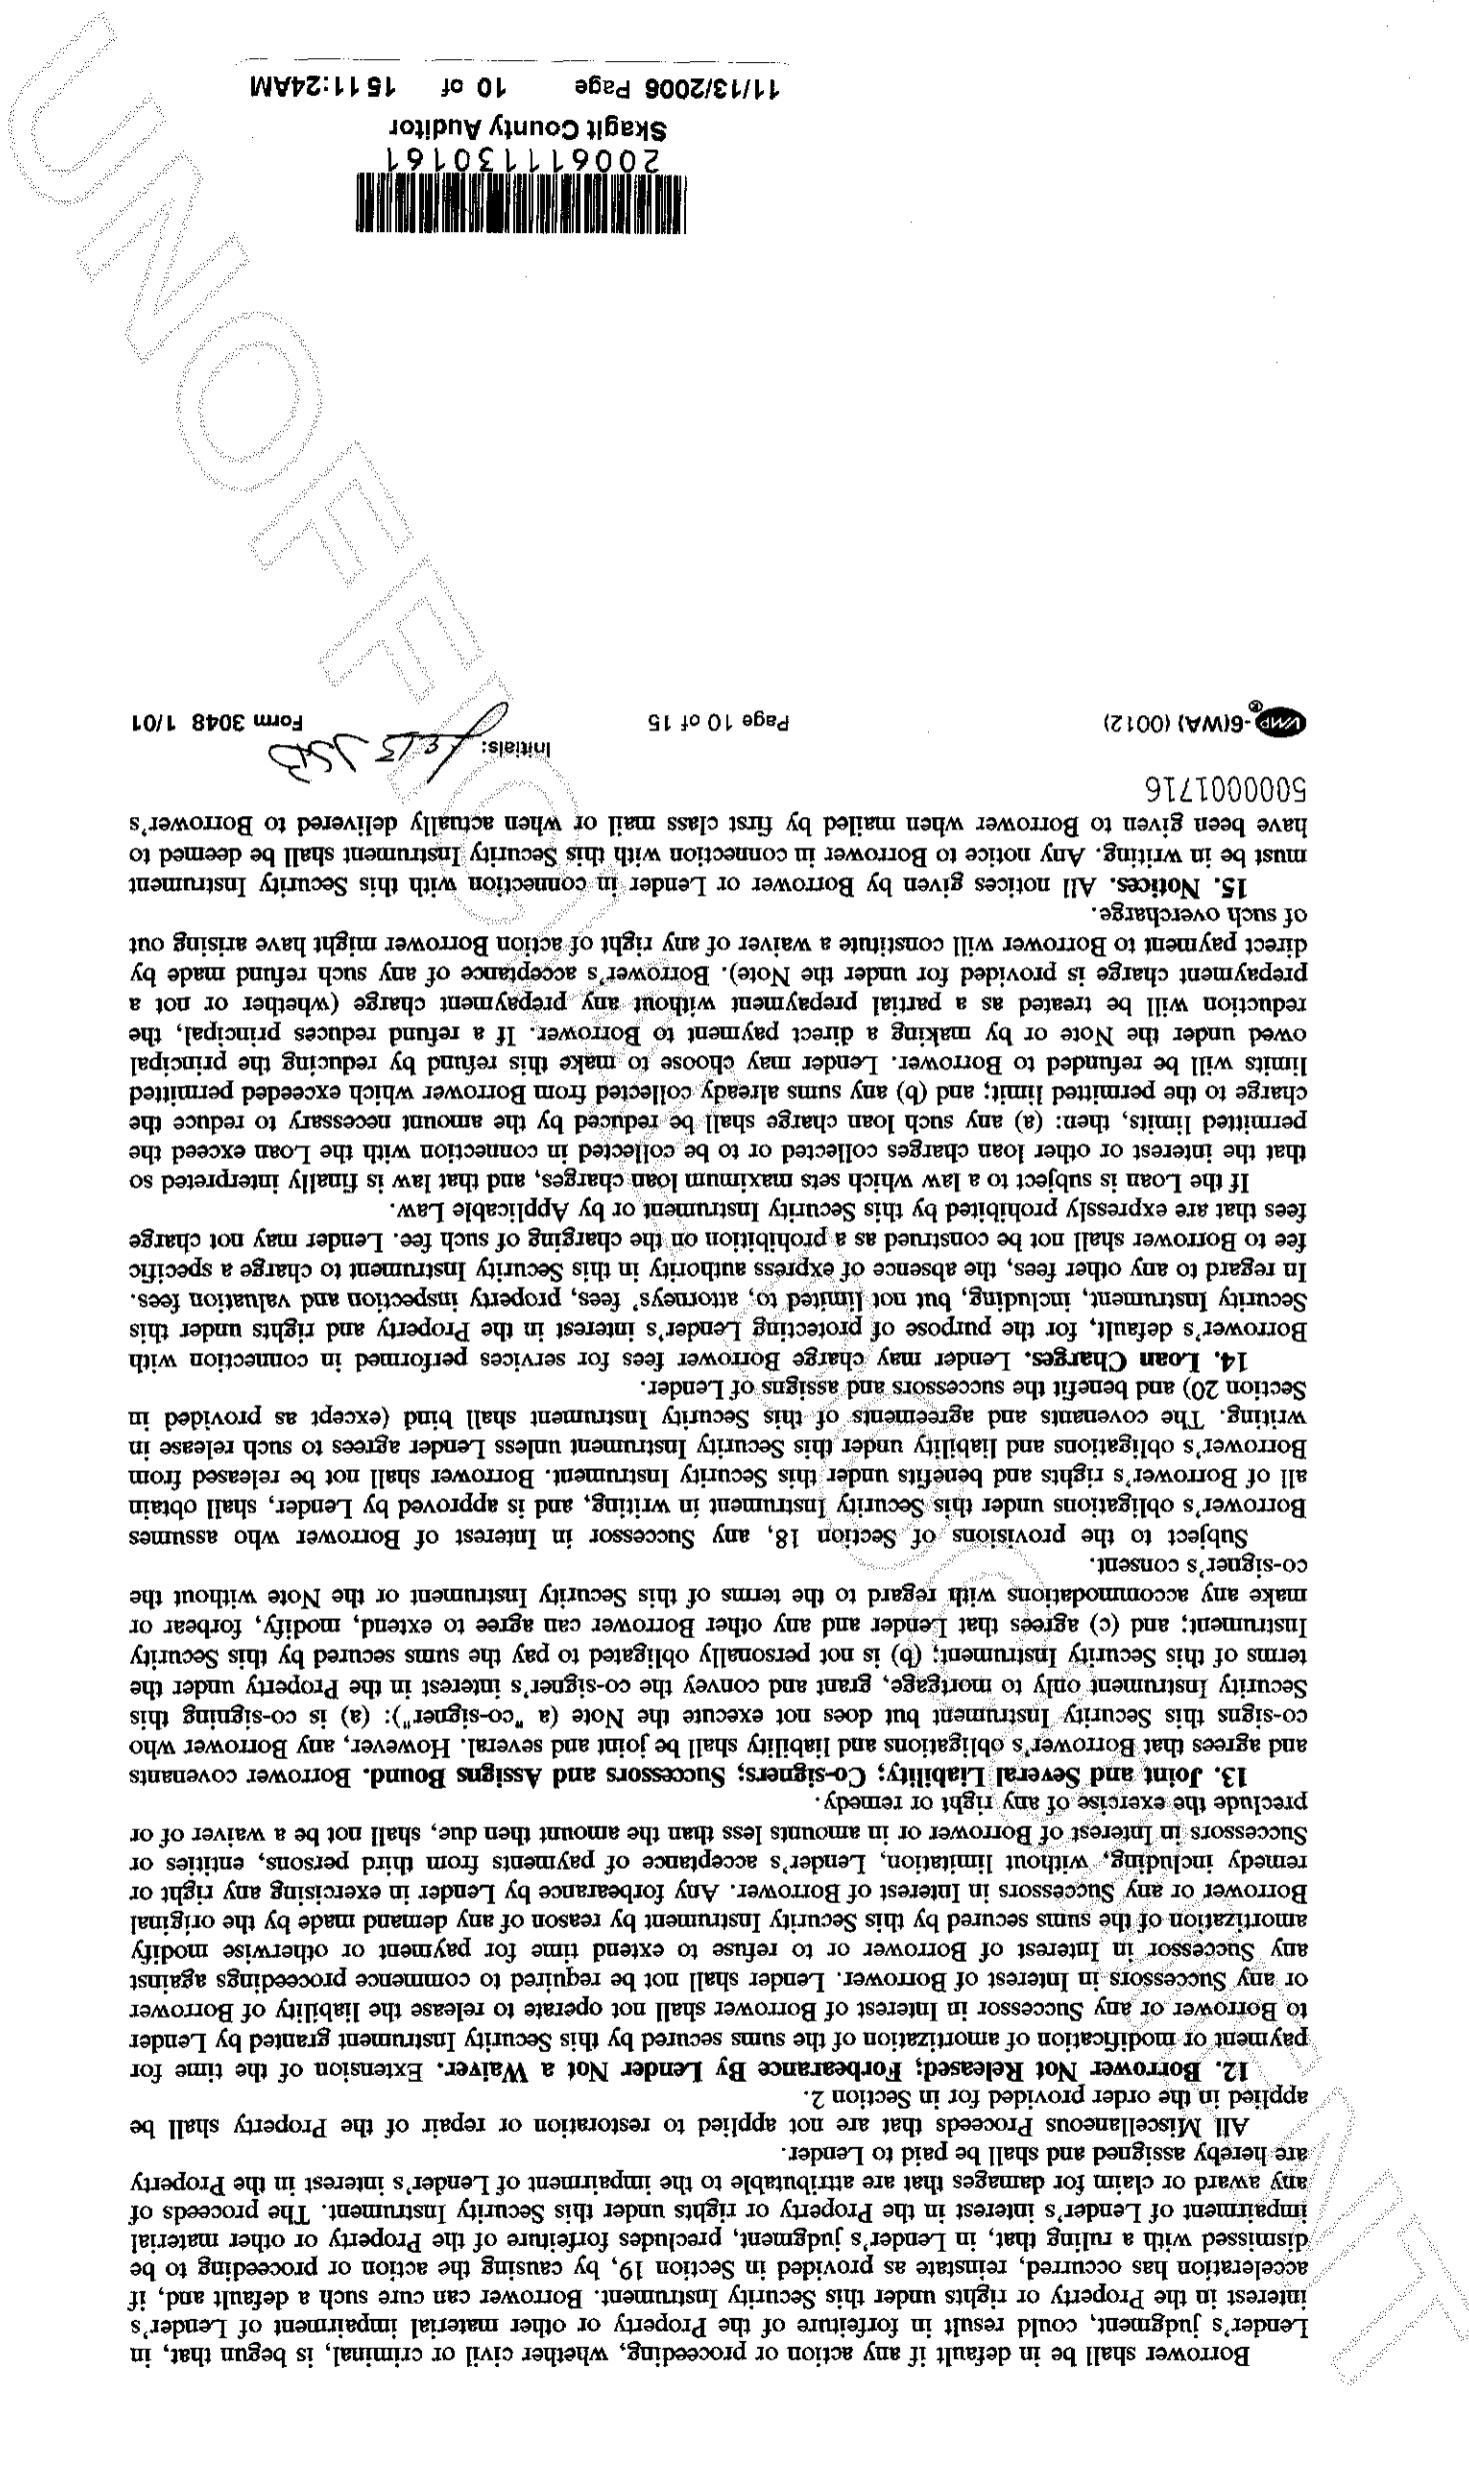 Borrower shall be in default if any action or proceeding, whether civil or criminal, is begun that, in
Lender's judgment, could result in forfeiture of the Property or other material impairment of Lender's
interest in the Property or rights under this Security Instrument. Borrower can cure such a default and, if
acceleration has occurred, reinstate as provided in Section 19, by causing the action or proceeding to be
dismissed with a ruling that, in Lender's judgment, precludes forfeiture of the Property or other material
impairment of Lender's interest in the Property or rights under this Security Instrument. The proceeds of
any award or claim for damages that are attributable to the impairment of Lender's interest in the Property
are hereby assigned and shall be paid to Lender.
All Miscellaneous Proceeds that are not applied to restoration or repair of the Property shall be
applied in the order provided for in Section 2.
12. Borrower Not Released; Forbearance By Lender Not a Waiver. Extension of the time for
payment or modification of amortization of the sums secured by this Security Instrument granted by Lender
to Borrower or any Successor in Interest of Borrower shall not operate to release the liability of Borrower
or any Successors in Interest of Borrower. Lender shall not be required to commence proceedings against
any Successor in Interest of Borrower or to refuse to extend time for payment or otherwise modify
amortization of the sums secured by this Security Instrument by reason of any demand made by the original
Borrower or any Successors in Interest of Borrower. Any forbearance by Lender in exercising any right or
remedy including, without limitation, Lender's acceptance of payments from third persons, entities or
Successors in Interest of Borrower or in amounts less than the amount then due, shall not be a waiver of or
preclude the exercise of any right or remedy.
13. Joint and Several Liability; Co-signers; Successors and Assigns Bound. Borrower covenants
and agrees that Borrower's obligations and liability shall be joint and several. However, any Borrower who
co-signs this Security Instrument but does not execute the Note (a "co-signer"): (a) is co-signing this
Security Instrument only to mortgage, grant and convey the co-signer's interest in the Property under the
terms of this Security Instrument; (b) is not personally obligated to pay the sums secured by this Security
Instrument; and (c) agrees that Lender and any other Borrower can agree to extend, modify, forbear or
make any accommodations with regard to the terms of this Security Instrument or the Note without the
co-signer's consent.
Subject to the provisions of Section 18, any Successor in Interest of Borrower who assumes
Borrower's obligations under this Security Instrument in writing, and is approved by Lender, shall obtain
all of Borrower's rights and benefits under this Security Instrument. Borrower shall not be released from
Borrower's obligations and liability under this Security Instrument unless Lender agrees to such release in
writing. The covenants and agreements of this Security Instrument shall bind (except as provided in
Section 20) and benefit the successors and assigns of Lender.
14. Loan Charges. Lender may charge Borrower fees for services performed in connection with
Borrower's default, for the purpose of protecting Lender's interest in the Property and rights under this
Security Instrument, including, but not limited to, attorneys' fees, property inspection and valuation fees.
In regard to any other fees, the absence of express authority in this Security Instrument to charge a specific
fee to Borrower shall not be construed as a prohibition on the charging of such fee. Lender may not charge
fees that are expressly prohibited by this Security Instrument or by Applicable Law.
If the Loan is subject to a law which sets maximum loan charges, and that law is finally interpreted so
that the interest or other loan charges collected or to be collected in connection with the Loan exceed the
permitted limits, then: (a) any such loan charge shall be reduced by the amount necessary to reduce the
charge to the permitted limit; and (b) any sums already collected from Borrower which exceeded permitted
limits will be refunded to Borrower. Lender may choose to make this refund by reducing the principal
owed under the Note or by making a direct payment to Borrower. If a refund reduces principal, the
reduction will be treated as a partial prepayment without any prepayment charge (whether or not a
prepayment charge is provided for under the Note). Borrower's acceptance of any such refund made by
direct payment to Borrower will constitute a waiver of any right of action Borrower might have arising out
of such overcharge.
15. Notices. All notices given by Borrower or Lender in connection with this Security Instrument
must be in writing. Any notice to Borrower in connection with this Security Instrument shall be deemed to
have been given to Borrower when mailed by first class mail or when actually delivered to Borrower's
5000001716
Initials: JSB
VMP®-6(WA) (0012) Page 10 of 15 Form 3048 1/01
200611130161
Skagit County Auditor
11/13/2006 Page 10 of 15 11:24AM
UNOFFICIAL DOCUMENT